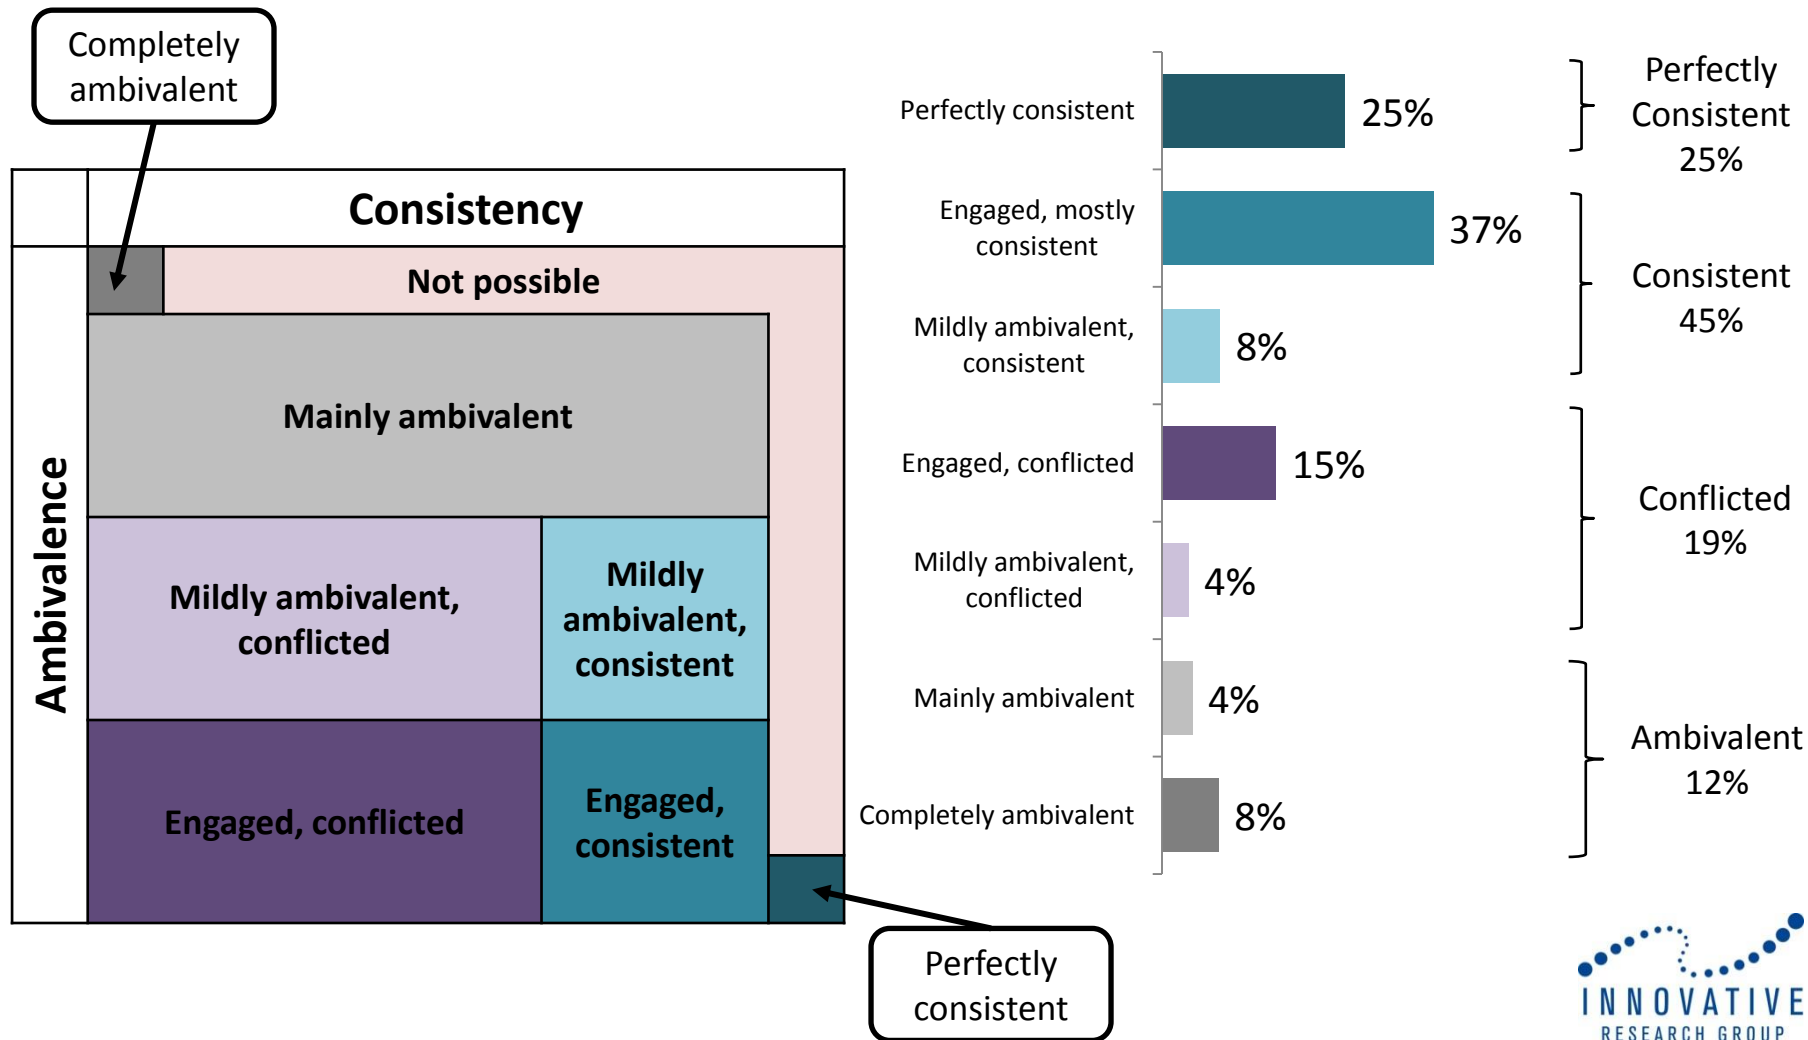 Completely
ambivalent
Consistency
Ambivalence
Not possible
Mainly ambivalent
Mildly ambivalent,
conflicted
Mildly
ambivalent,
consistent
Engaged, conflicted
Engaged,
consistent
Perfectly
consistent
Perfectly consistent
25%
Engaged, mostly
consistent
37%
Mildly ambivalent,
consistent
8%
Engaged, conflicted
15%
Mildly ambivalent,
conflicted
4%
Mainly ambivalent
4%
Completely ambivalent
8%
Perfectly
Consistent
25%
Consistent
45%
Conflicted
19%
Ambivalent
12%
INNOVATIVE
RESEARCH GROUP